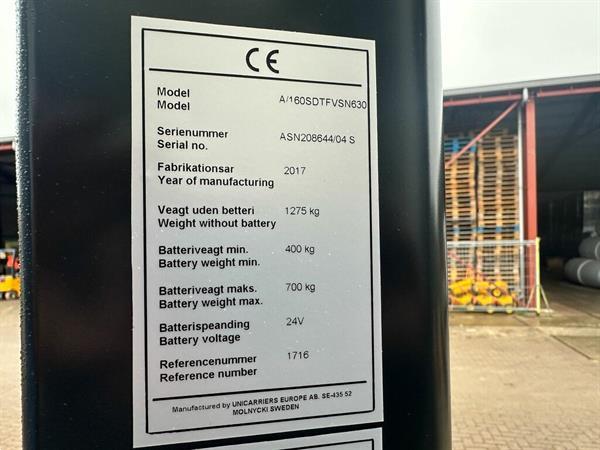 CE
Model
Model A/160SDTFVSN630
Serienummer
Serial no. ASN208644/04 S
Fabrikationsar 2017
Year of manufacturing
Veagt uden betteri 1275 kg
Weight without battery
Batteriveagt min. 400 kg
Battery weight min.
Batteriveagt maks. 700 kg
Battery weight max.
Batterispeanding 24V
Battery voltage
Referencenummer 1716
Reference number
Manufactured by UNICARRIERS EUROPE AB. SE-435 52
MOLNYCKI SWEDEN